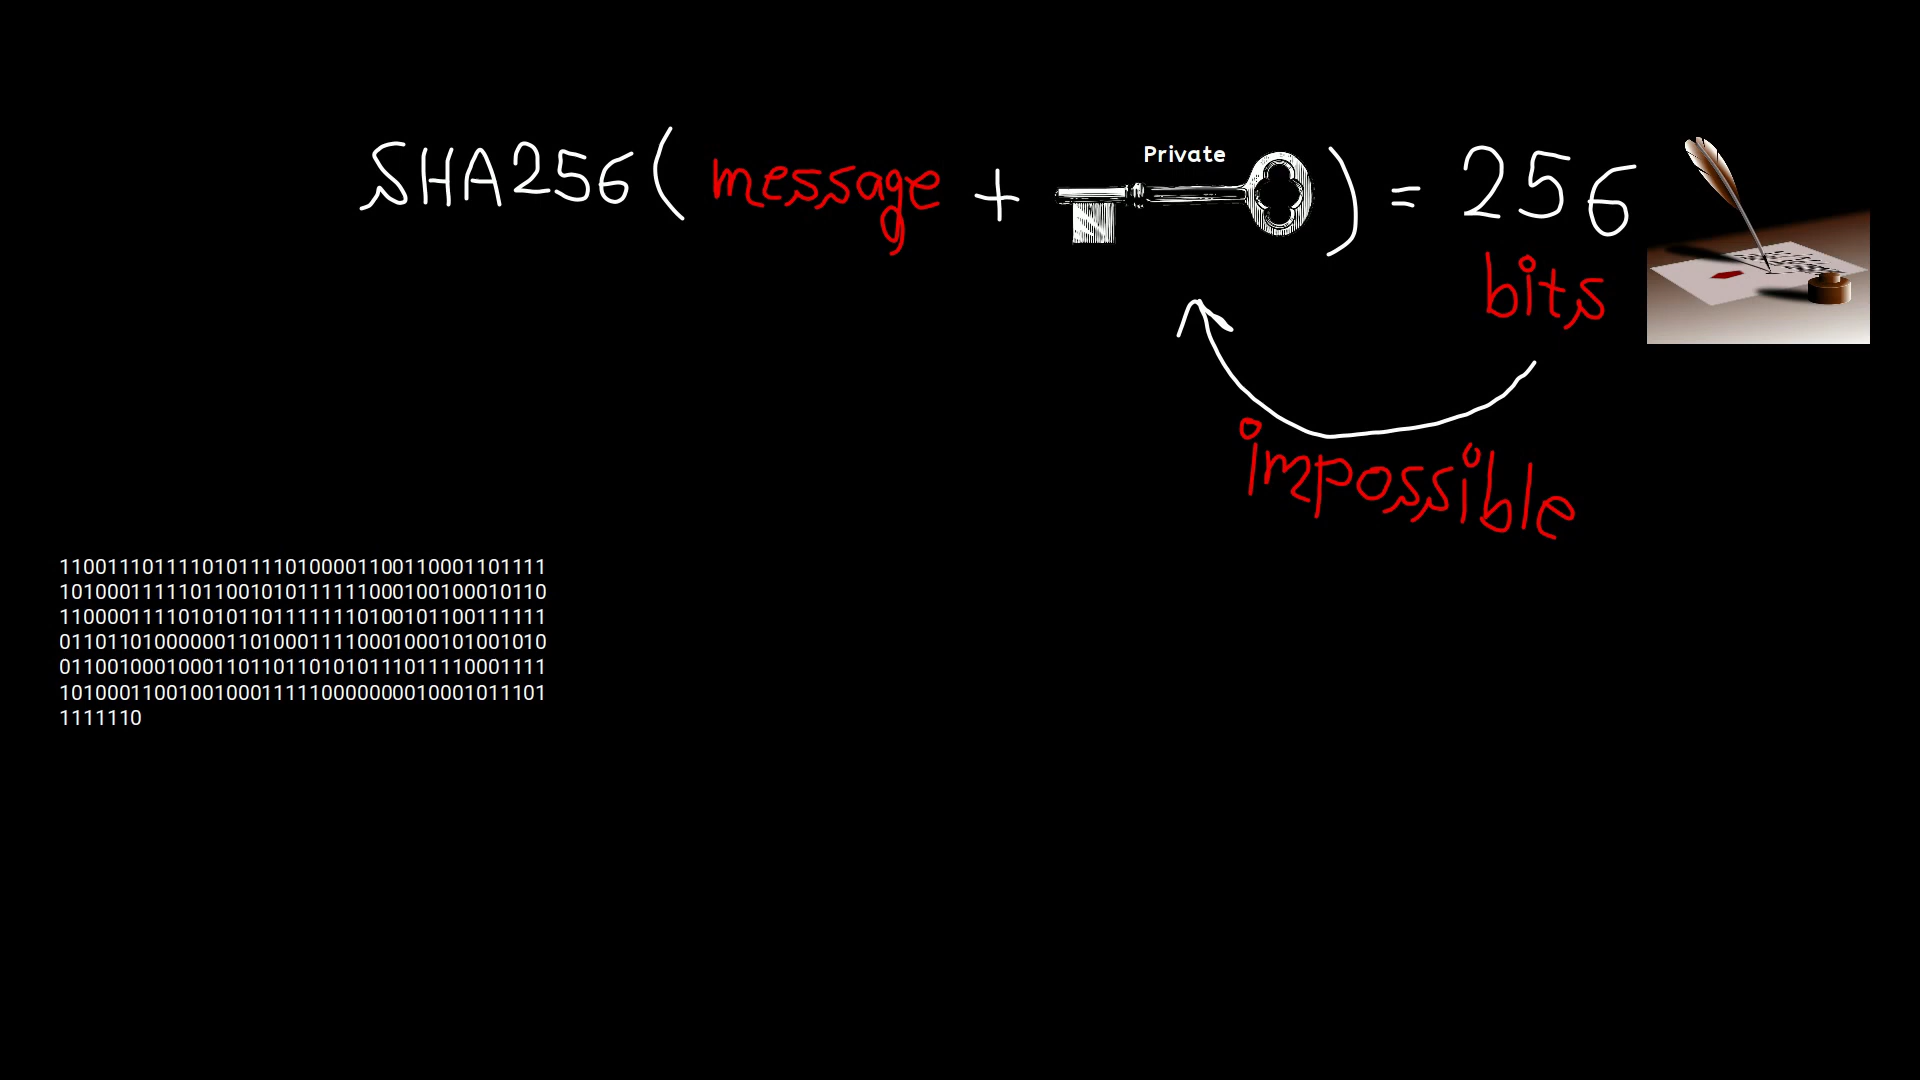 Private
SHA256( message + ) = 256
bits
impossible
11001110111101011110100001100110001101111
10100011111011001010111111000100100010110
11000011110101011011111110100101100111111
01101101000000110100011110001000101001010
01100100010001101101101010111011110001111
10100011001001000111110000000010001011101
1111110